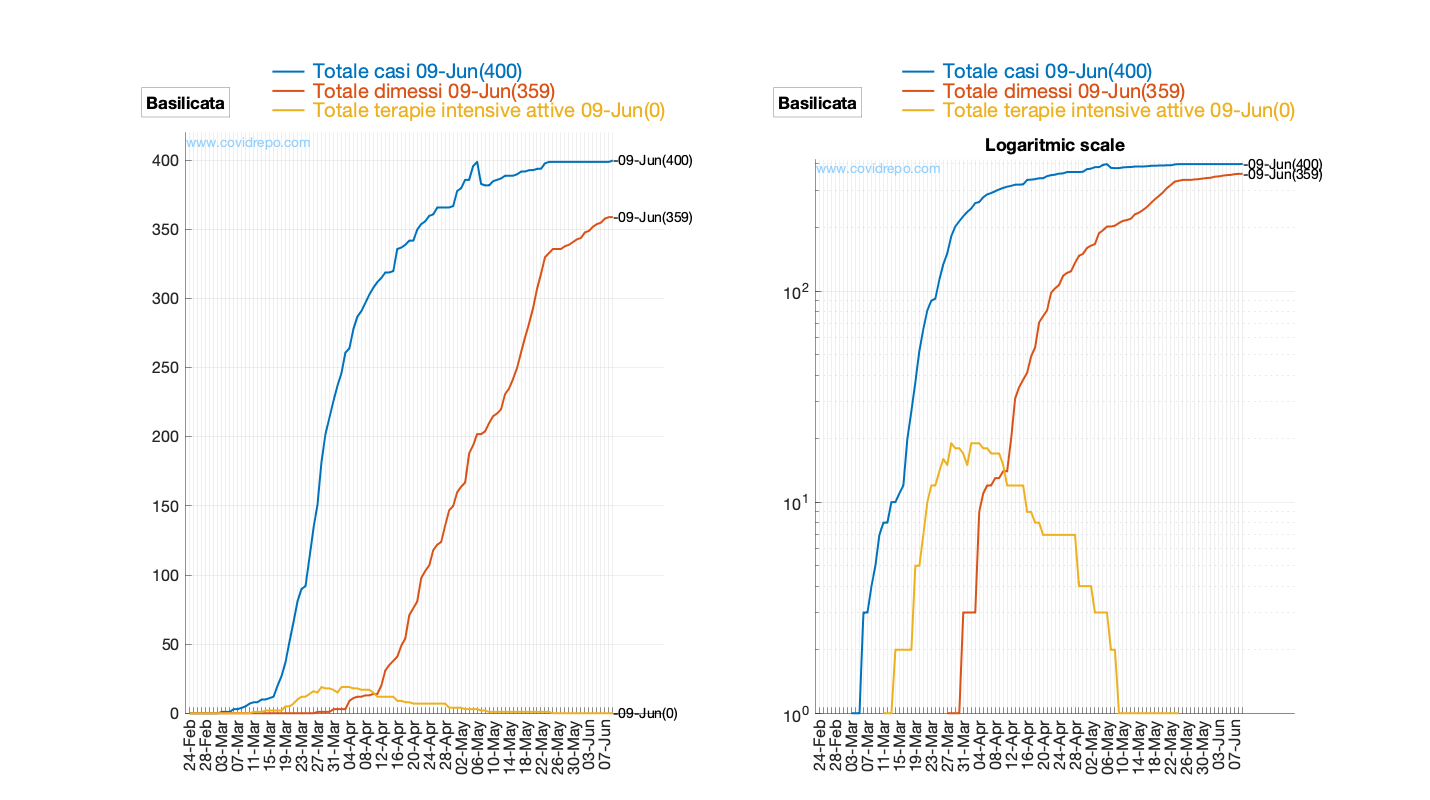 Basilicata
Totale casi 09-Jun(400)
Totale dimessi 09-Jun(359)
Totale terapie intensive attive 09-Jun(0)
www.covidrepo.com
400
350
300
250
200
150
100
50
0
-09-Jun(400)
-09-Jun(359)
-09-Jun(0)
24-Feb
28-Feb
03-Mar
07-Mar
11-Mar
15-Mar
19-Mar
23-Mar
27-Mar
31-Mar
04-Apr
08-Apr
12-Apr
16-Apr
20-Apr
24-Apr
28-Apr
02-May
06-May
10-May
14-May
18-May
22-May
26-May
30-May
03-Jun
07-Jun
Basilicata
Totale casi 09-Jun(400)
Totale dimessi 09-Jun(359)
Totale terapie intensive attive 09-Jun(0)
Logaritmic scale
www.covidrepo.com
10²
10¹
10⁰
-09-Jun(400)
-09-Jun(359)
24-Feb
28-Feb
03-Mar
07-Mar
11-Mar
15-Mar
19-Mar
23-Mar
27-Mar
31-Mar
04-Apr
08-Apr
12-Apr
16-Apr
20-Apr
24-Apr
28-Apr
02-May
06-May
10-May
14-May
18-May
22-May
26-May
30-May
03-Jun
07-Jun